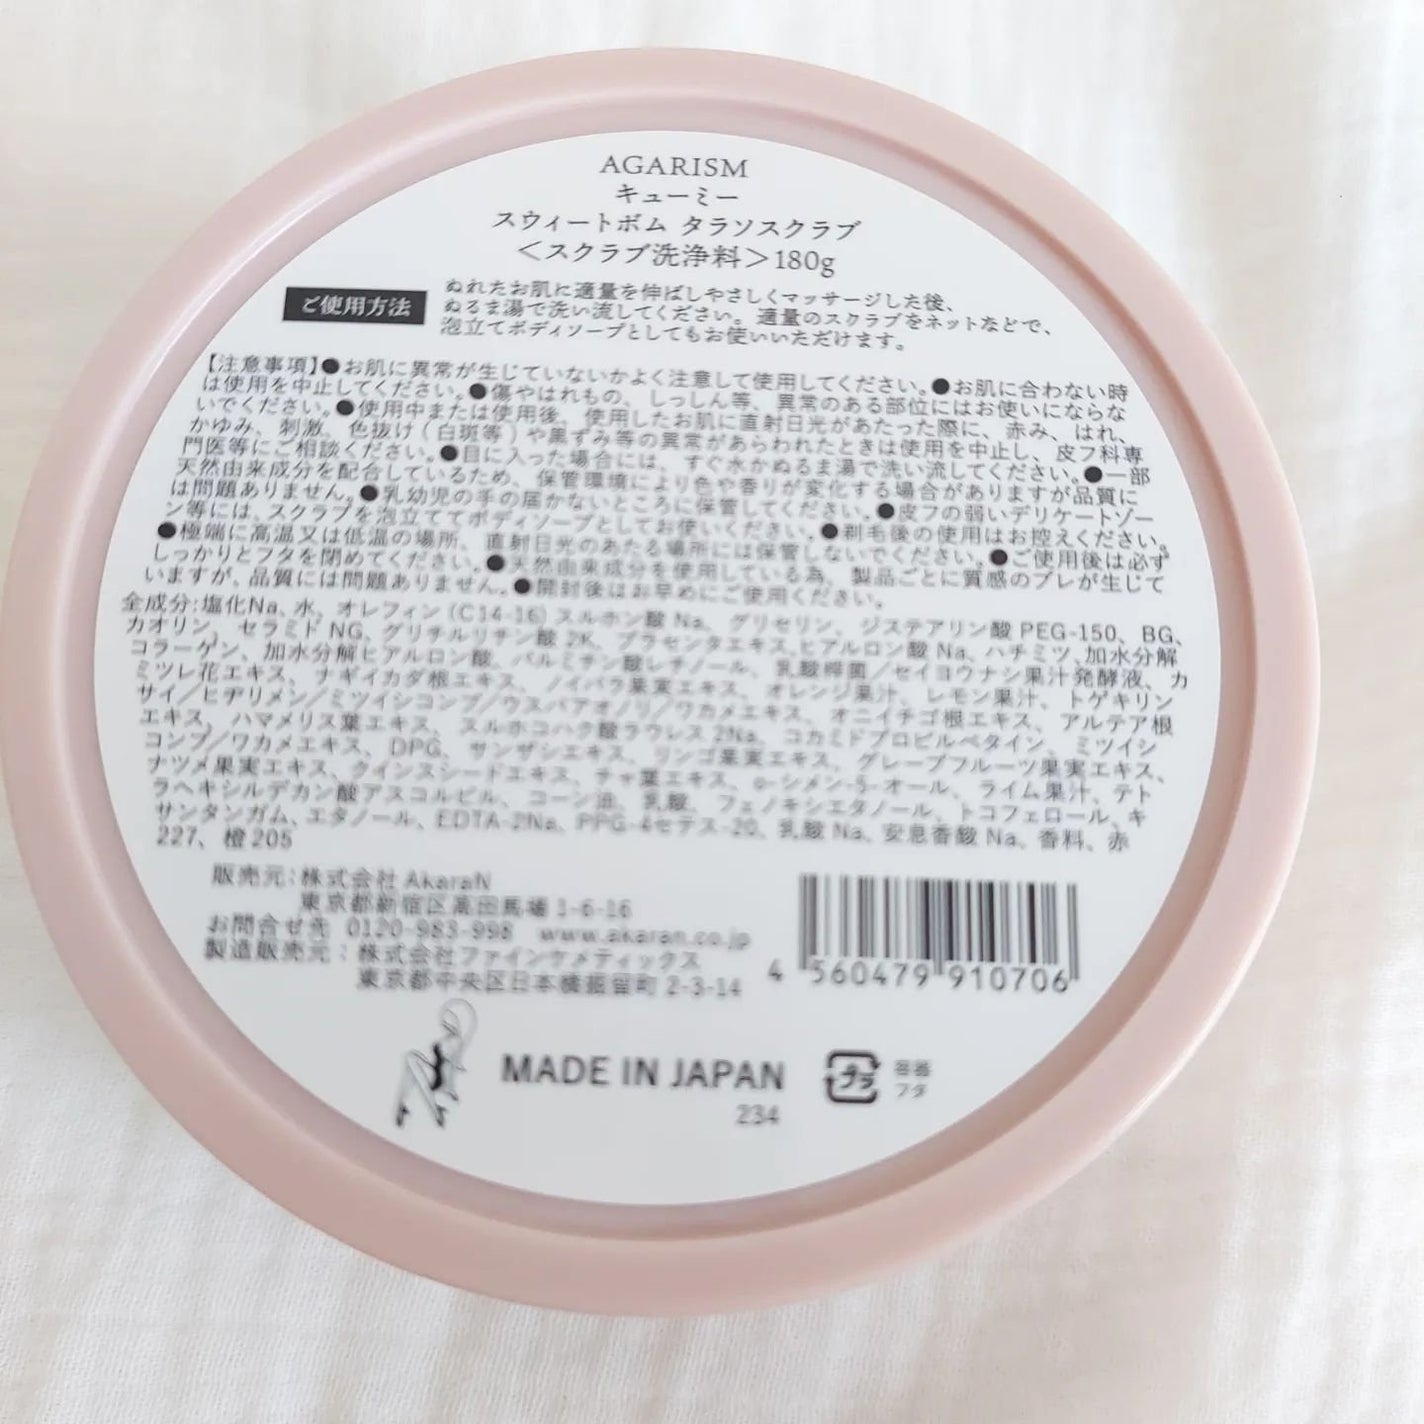 AGARISM
キューミー
スウィートボム タラソスクラブ
＜スクラブ洗浄料＞180g
ご使用方法
ぬれたお肌に適量を伸ばしやさしくマッサージした後、
ぬるま湯で洗い流してください。適量のスクラブをネットなどで、
泡立てボディソープとしてもお使いいただけます。
【注意事項】●お肌に異常が生じていないかよく注意して使用してください。●お肌に合わない時
は使用を中止してください。●傷やはれもの、しっしん等、異常のある部位にはお使いにならな
いでください。●使用中または使用後、使用したお肌に直射日光があたった際に、赤み、はれ、
かゆみ、刺激、色抜け(白斑等)や黒ずみ等の異常があらわれたときは使用を中止し、皮フ科専
門医等にご相談ください。●目に入った場合には、すぐ水かぬるま湯で洗い流してください。●一部
天然由来成分を配合しているため、保管環境により色や香りが変化する場合がありますが品質に
は問題ありません。●乳幼児の手の届かないところに保管してください。●皮フの弱いデリケートゾー
ン等には、スクラブを泡立ててボディソープとしてお使いください。●剃毛後の使用はお控えください。
●極端に高温又は低温の場所、直射日光のあたる場所には保管しないでください。●ご使用後は必ず
しっかりとフタを閉めてください。●天然由来成分を使用している為、製品ごとに質感のブレが生じて
いますが、品質には問題ありません。●開封後はお早めにご使用ください。
全成分:塩化Na、水、オレフィン(C14-16)スルホン酸Na、グリセリン、ジステアリン酸PEG-150、BG、
カオリン、セラミドNG、グリチルリチン酸2K、プラセンタエキス、ヒアルロン酸Na、ハチミツ、加水分解
コラーゲン、加水分解ヒアルロン酸、パルミチン酸レチノール、乳酸桿菌/セイヨウナシ果汁発酵液、カ
ミツレ花エキス、ナギイカダ根エキス、ノイバラ果実エキス、オレンジ果汁、レモン果汁、トゲキリン
サイ/ヒヂリメン/ミツイシコンブ/ウスバアオノリ/ワカメエキス、オニイチゴ根エキス、アルテア根
エキス、ハマメリス葉エキス、スルホコハク酸ラウレス2Na、コカミドプロピルベタイン、ミツイシ
コンブ/ワカメエキス、DPG、サンザシエキス、リンゴ果実エキス、グレープフルーツ果実エキス、
ナツメ果実エキス、クインスシードエキス、チャ葉エキス、o-シメン-5-オール、ライム果汁、テト
ラヘキシルデカン酸アスコルビル、コーン油、乳酸、フェノキシエタノール、トコフェロール、キ
サンタンガム、エタノール、EDTA-2Na、PPG-4セテス-20、乳酸Na、安息香酸Na、香料、赤
227、橙205
販売元：株式会社 AkaraN
東京都新宿区高田馬場 1-6-16
お問合せ先 0120-983-998 www.akaran.co.jp
製造販売元：株式会社ファインケメティックス
東京都中央区日本橋堀留町 2-3-14
4 560479 910706
MADE IN JAPAN
234
プラ
容器
フタ